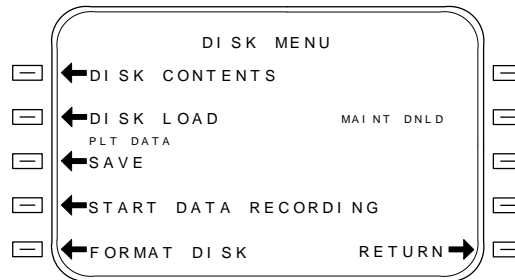 DISK MENU
DISK CONTENTS
DISK LOAD MAINT DNLD
PLT DATA
SAVE
START DATA RECORDING
FORMAT DISK RETURN